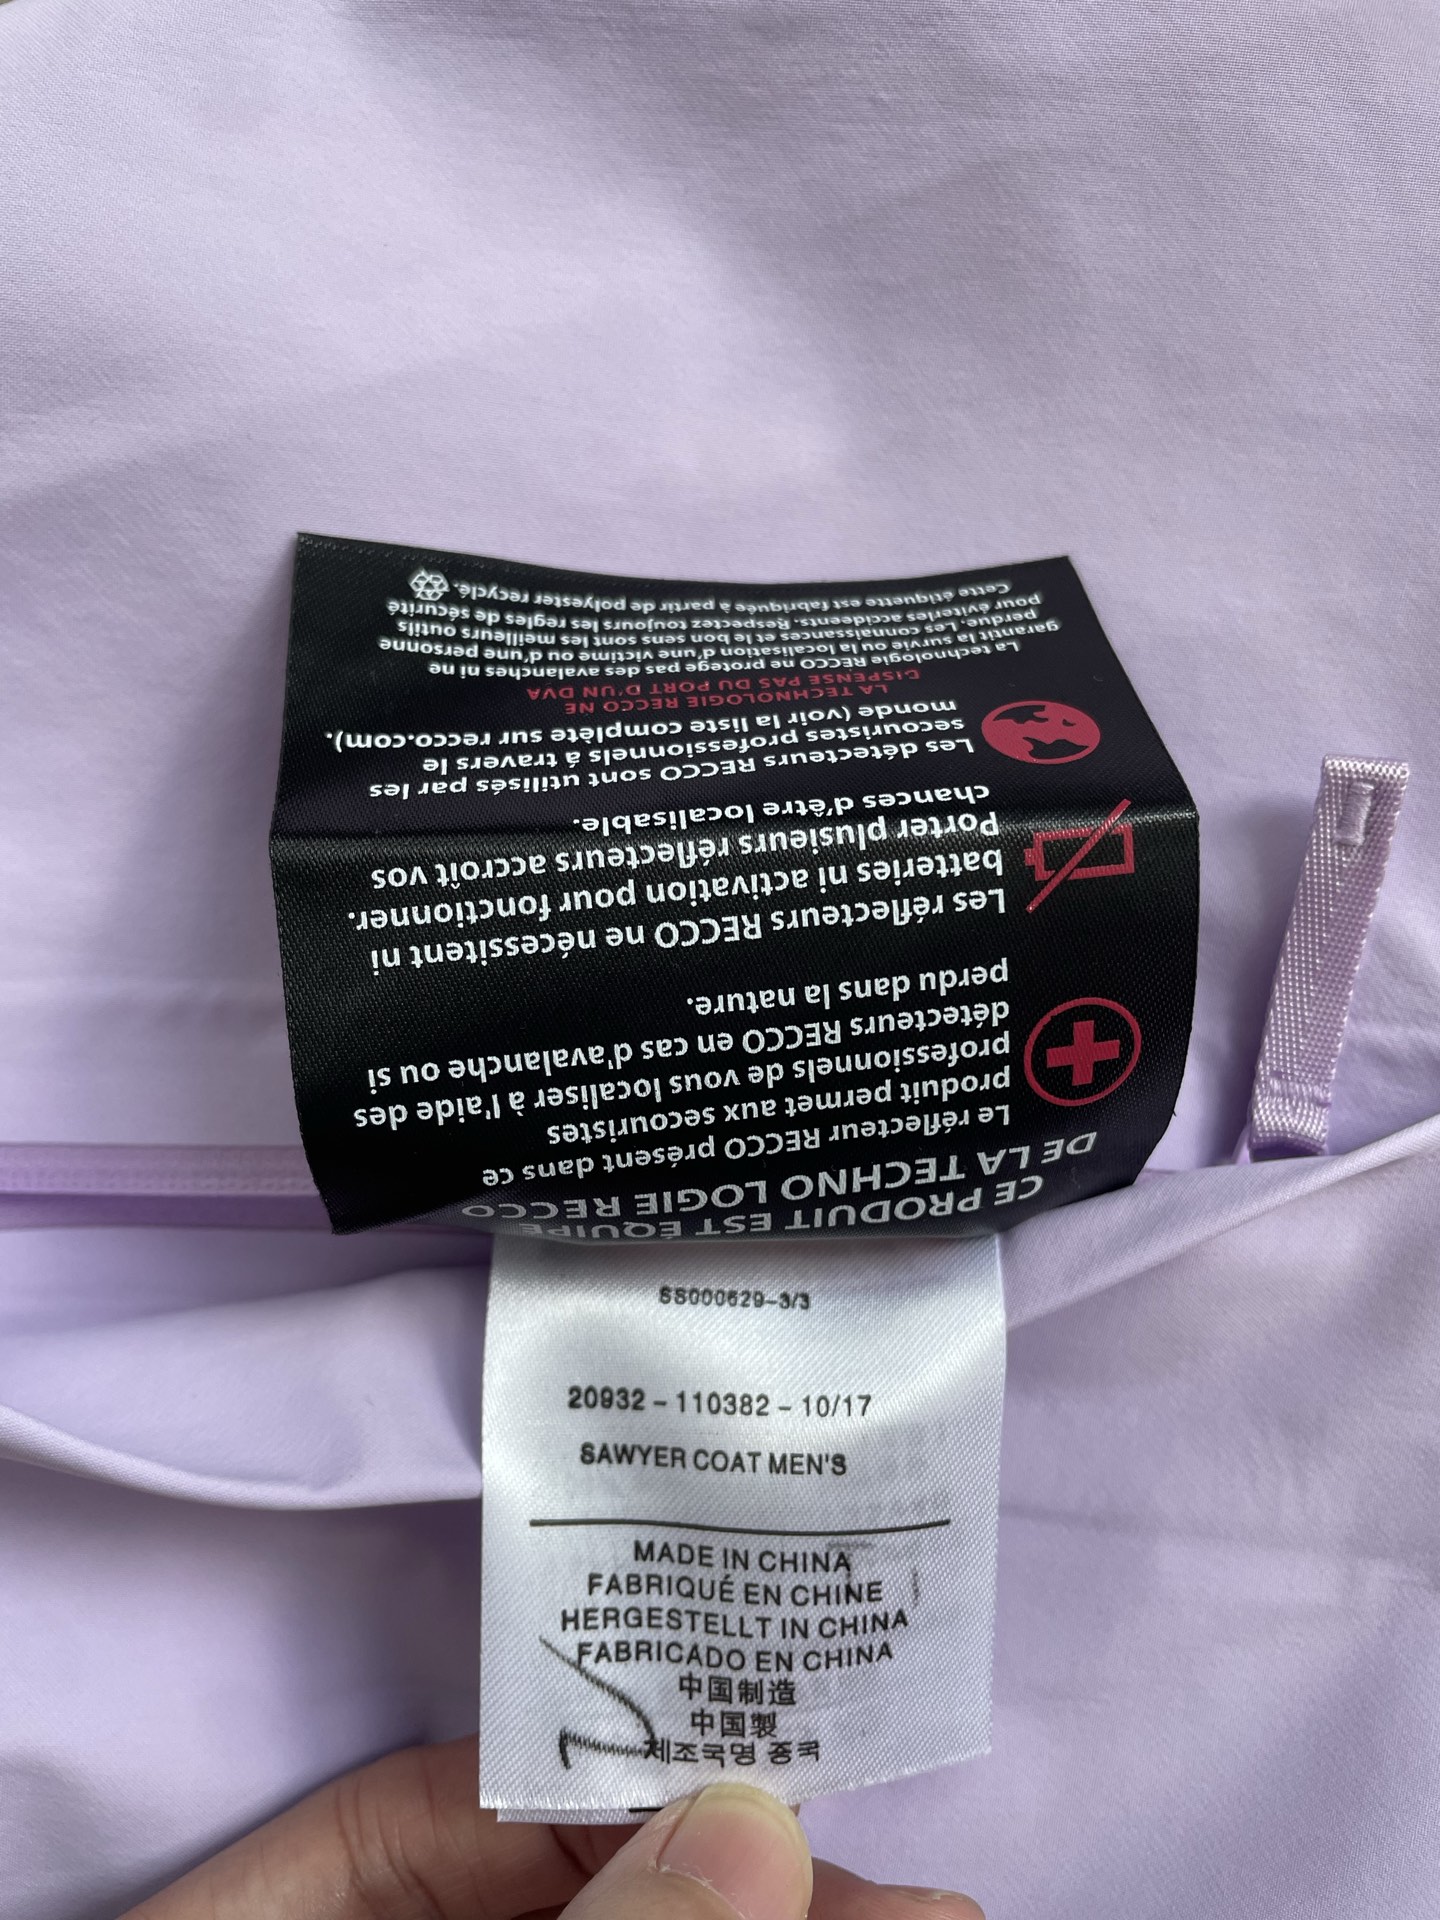 CE PRODUIT EST ÉQUIPÉ
DE LA TECHNO LOGIE RECCO
Le réflecteur RECCO présent dans ce
produit permet aux secouristes
professionnels de vous localiser à l'aide des
détecteurs RECCO en cas d'avalanche ou si
perdu dans la nature.
Les réflecteurs RECCO ne nécessitent ni
batteries ni activation pour fonctionner.
Porter plusieurs réflecteurs accroît vos
chances d'être localisable.
Les détecteurs RECCO sont utilisés par les
secouristes professionnels á travers le
monde (voir la liste complète sur recco.com).
LA TECHNOLOGIE RECCO NE
DISPENSE PAS DU PORT D'UN DVA
La technologie RECCO ne protege pas des avalanches ni ne
garantit la survie ou la localisation d'une victime ou d'une personne
perdue. Les connaissances et le bon sens sont les meilleurs outils
pour éviterles accideents. Respectez toujours les regles de sécurité
Cette étiquette est fabriquée à partir de polyester recyclé.
SS000629-3/3
20932 - 110382 - 10/17
SAWYER COAT MEN'S
MADE IN CHINA
FABRIQUÉ EN CHINE
HERGESTELLT IN CHINA
FABRICADO EN CHINA
中国制造
中国製
제조국명 중국